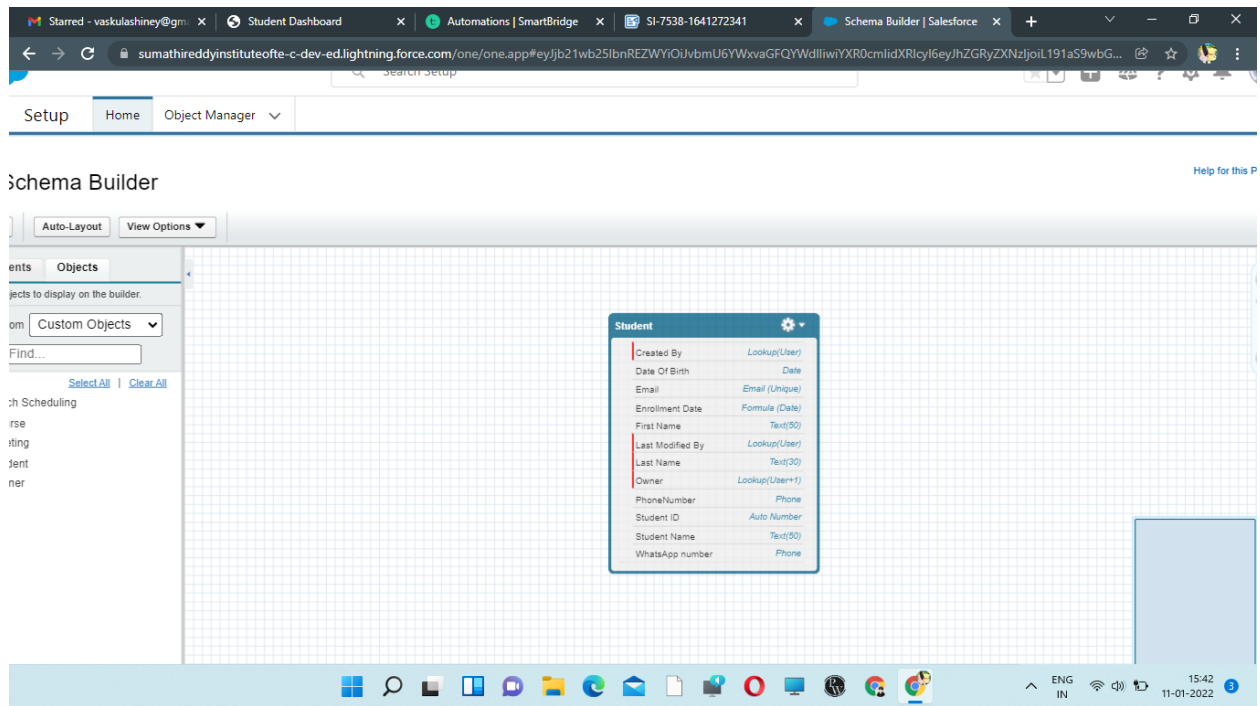 Starred - vaskulashiney@gm
Student Dashboard
Automations | SmartBridge
SI-7538-1641272341
Schema Builder | Salesforce
sumathireddyinstituteofte-c-dev-ed.lightning.force.com/one/one.app#
Search Setup
Setup Home Object Manager
Schema Builder
Help for this P
Auto-Layout View Options
ents Objects
jects to display on the builder.
om Custom Objects
Find...
Select All | Clear All
ch Scheduling
rse
eting
dent
ner
Student
Created By Lookup(User)
Date Of Birth Date
Email Email (Unique)
Enrollment Date Formula (Date)
First Name Text(50)
Last Modified By Lookup(User)
Last Name Text(30)
Owner Lookup(User+1)
PhoneNumber Phone
Student ID Auto Number
Student Name Text(50)
WhatsApp number Phone
ENG
IN
15:42
11-01-2022
3